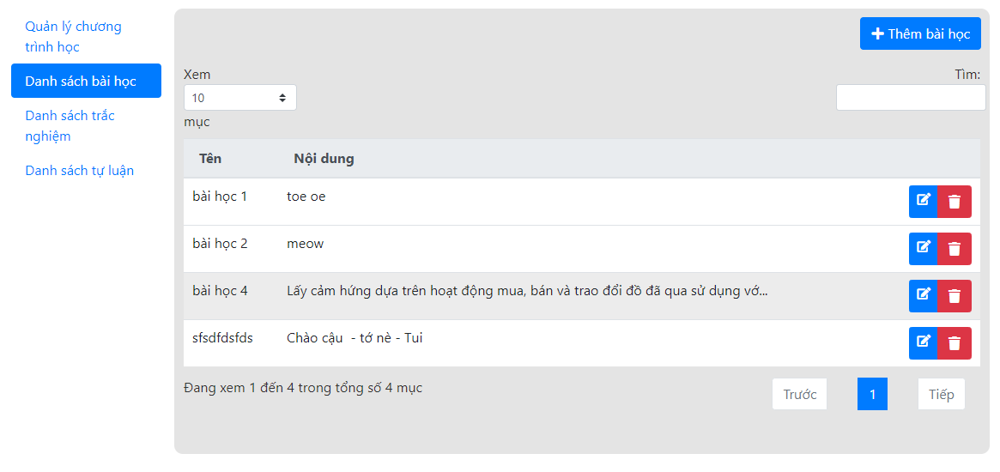 Quản lý chương
trình học
Danh sách bài học
Danh sách trắc
nghiệm
Danh sách tự luận
Thêm bài học
Xem
10
mục
Tìm:
Tên Nội dung
bài học 1 toe oe
bài học 2 meow
bài học 4 Lấy cảm hứng dựa trên hoạt động mua, bán và trao đổi đồ đã qua sử dụng vớ...
sfsdfdsfds Chào cậu - tớ nè - Tui
Đang xem 1 đến 4 trong tổng số 4 mục
Trước 1 Tiếp